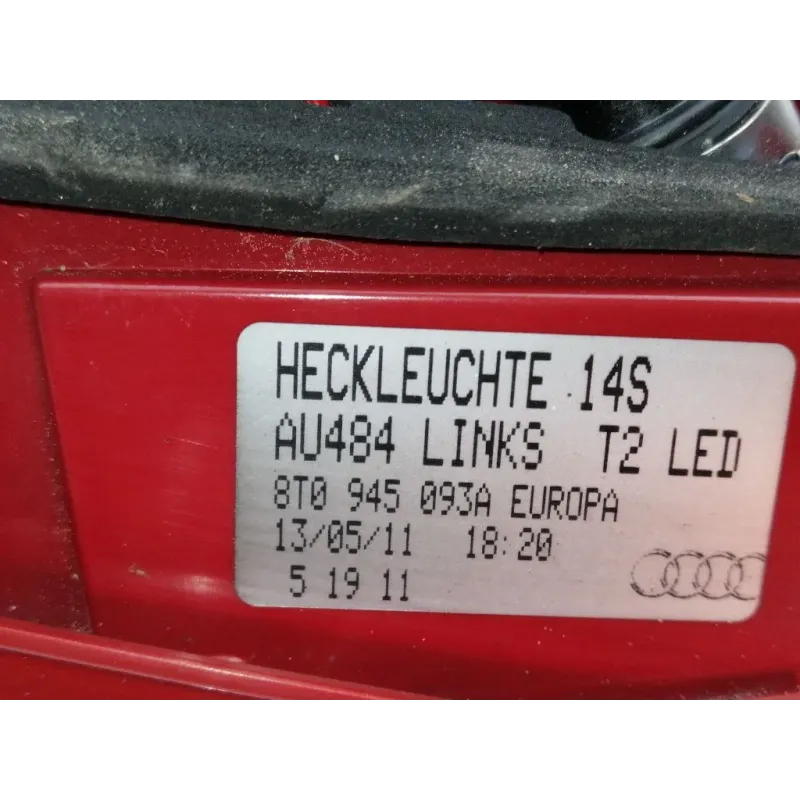 HECKLEUCHTE 14S
AU484 LINKS T2 LED
8T0 945 093A EUROPA
13/05/11 18:20
5 19 11